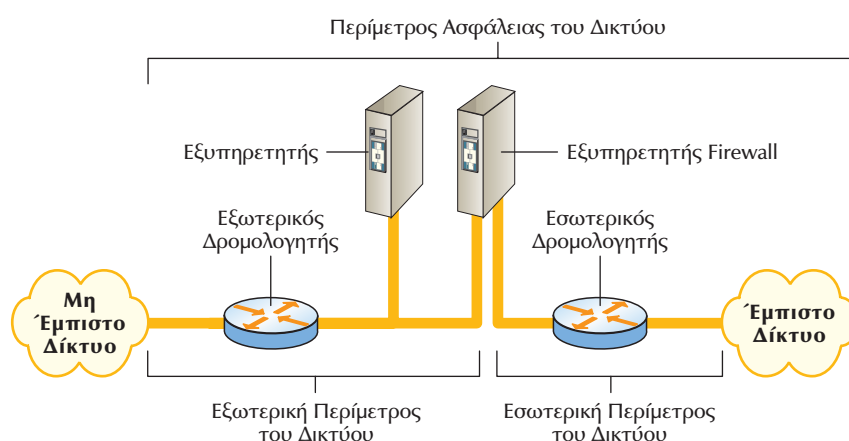 Περίμετρος Ασφάλειας του Δικτύου
Εξυπηρετητής
Εξυπηρετητής Firewall
Εξωτερικός
Δρομολογητής
Εσωτερικός
Δρομολογητής
Μη
Έμπιστο
Δίκτυο
Έμπιστο
Δίκτυο
Εξωτερική Περίμετρος
του Δικτύου
Εσωτερική Περίμετρος
του Δικτύου